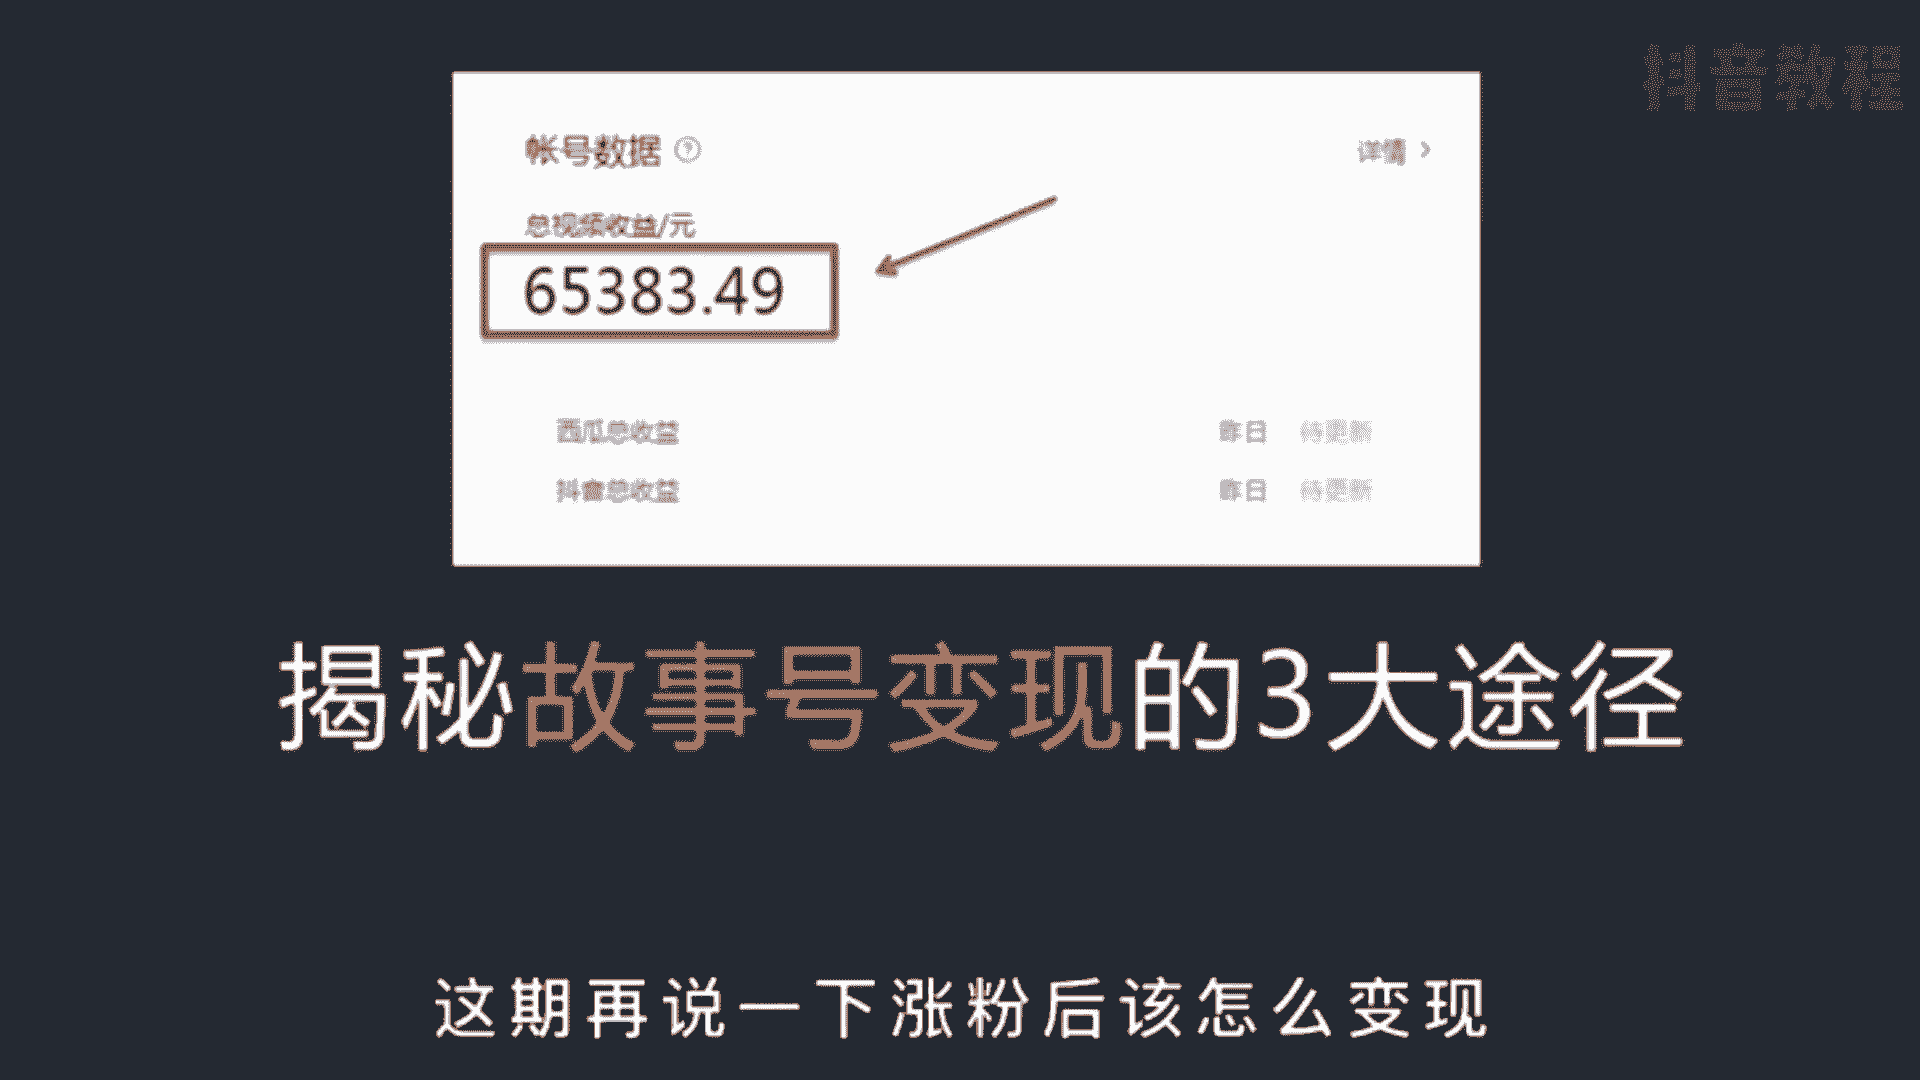 抖音教程
帐号数据 ?
详情 >
总视频收益/元
65383.49
西瓜总收益
昨日 待更新
抖音总收益
昨日 待更新
揭秘故事号变现的3大途径
这期再说一下涨粉后该怎么变现